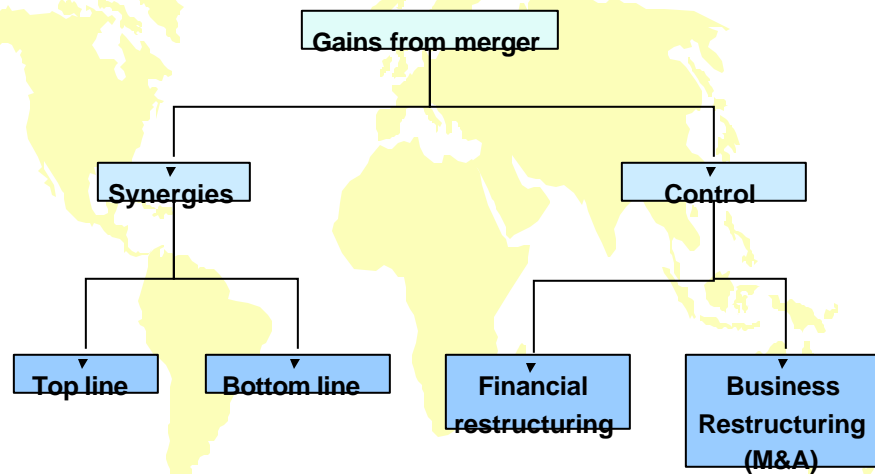 Gains from merger
Synergies
Control
Top line
Bottom line
Financial
restructuring
Business
Restructuring
(M&A)